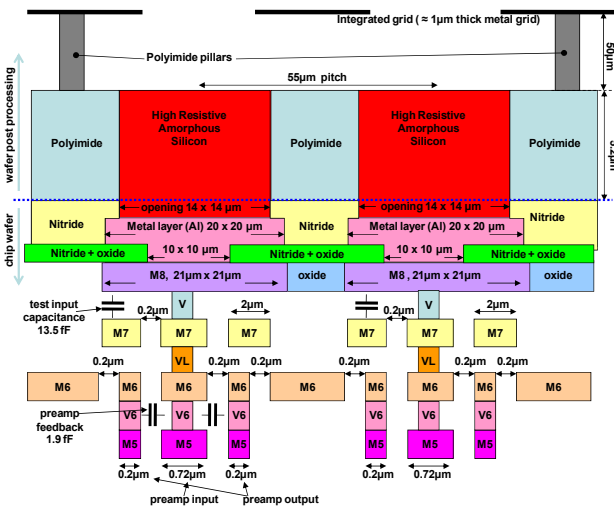 Integrated grid ( ≈ 1µm thick metal grid)
Polyimide pillars
50µm
55µm pitch
wafer post processing
Polyimide
High Resistive
Amorphous
Silicon
Polyimide
High Resistive
Amorphous
Silicon
Polyimide
chip wafer
Nitride
opening 14 x 14 µm
Nitride
opening 14 x 14 µm
Nitride
Metal layer (Al) 20 x 20 µm
Metal layer (Al) 20 x 20 µm
Nitride + oxide
10 x 10 µm
Nitride + oxide
10 x 10 µm
Nitride + oxide
M8, 21µm x 21µm
oxide
M8 , 21µm x 21µm
oxide
test input
capacitance
13.5 fF
0.2µm
V
2µm
0.2µm
V
2µm
M7
M7
M7
M7
M7
M7
0.2µm
VL
0.2µm
0.2µm
0.2µm
0.2µm
VL
0.2µm
0.2µm
M6
M6
M6
M6
M6
M6
M6
M6
M6
preamp
feedback
1.9 fF
V6
V6
V6
V6
V6
V6
M5
M5
M5
M5
M5
M5
0.2µm
0.72µm
0.2µm
0.2µm
0.72µm
0.2µm
preamp input
preamp output